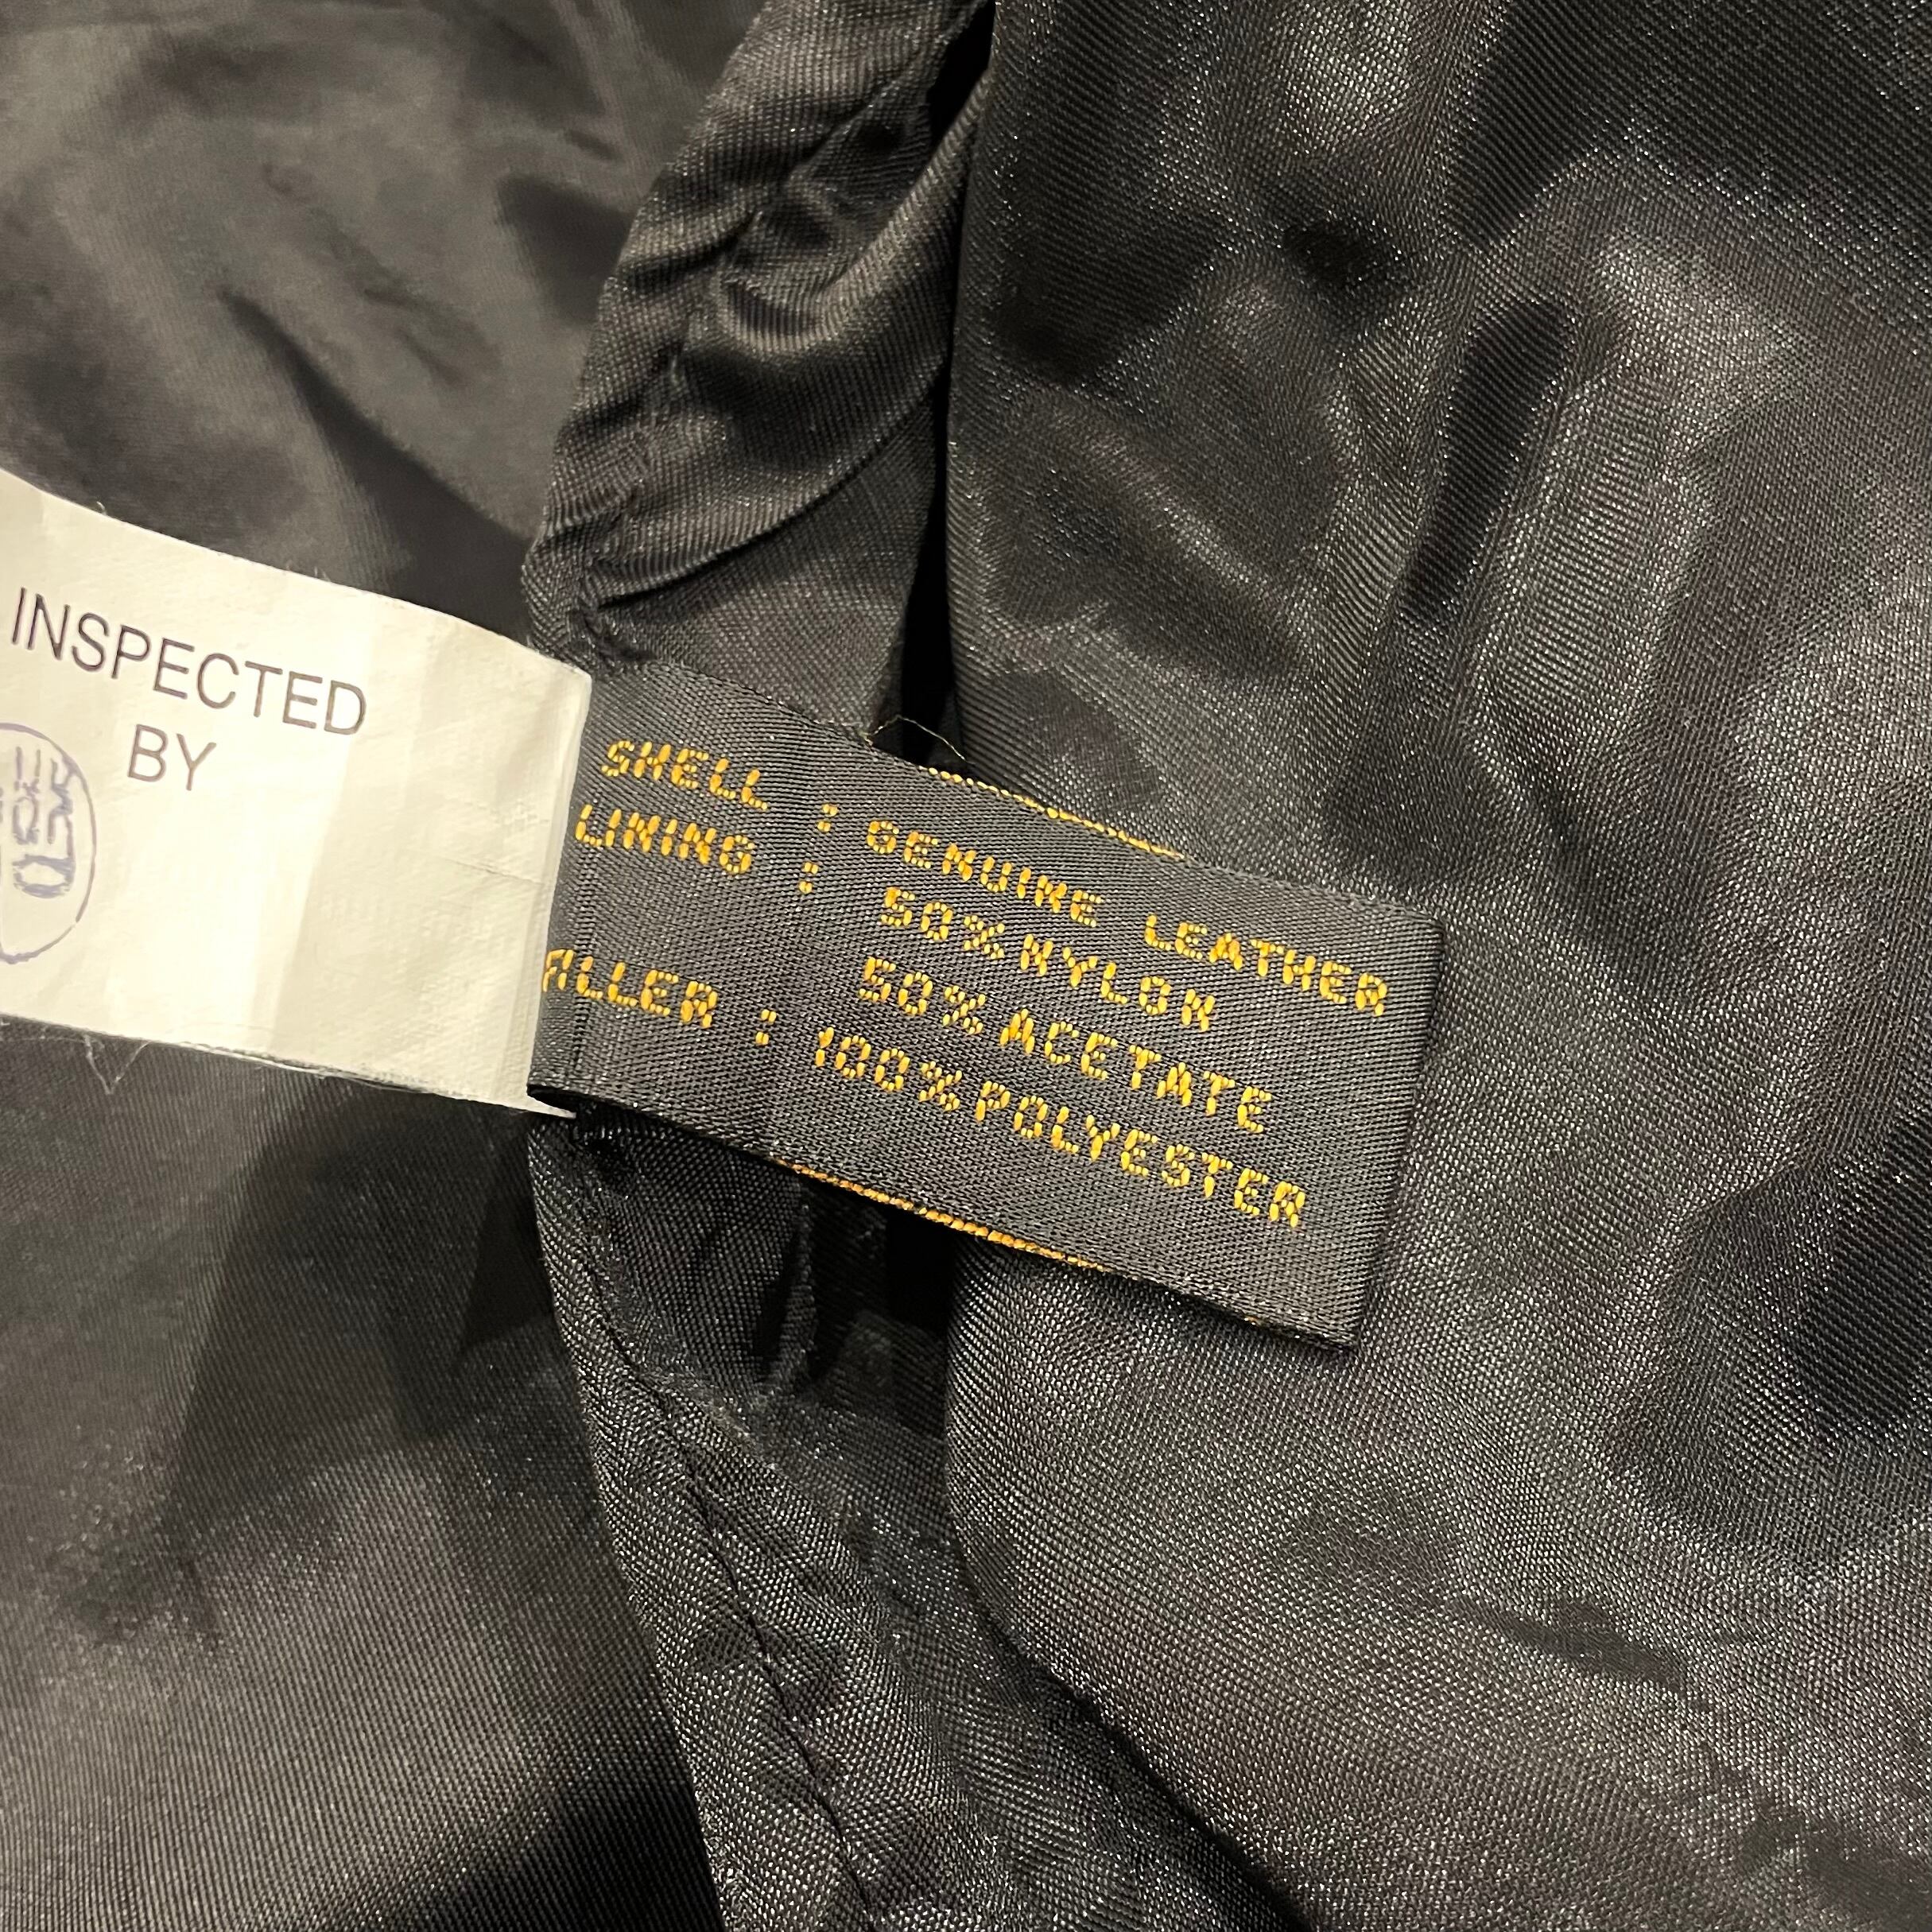 INSPECTED
BY
SHELL : GENUINE LEATHER
LINING : 50% NYLON
50% ACETATE
FILLER : 100% POLYESTER